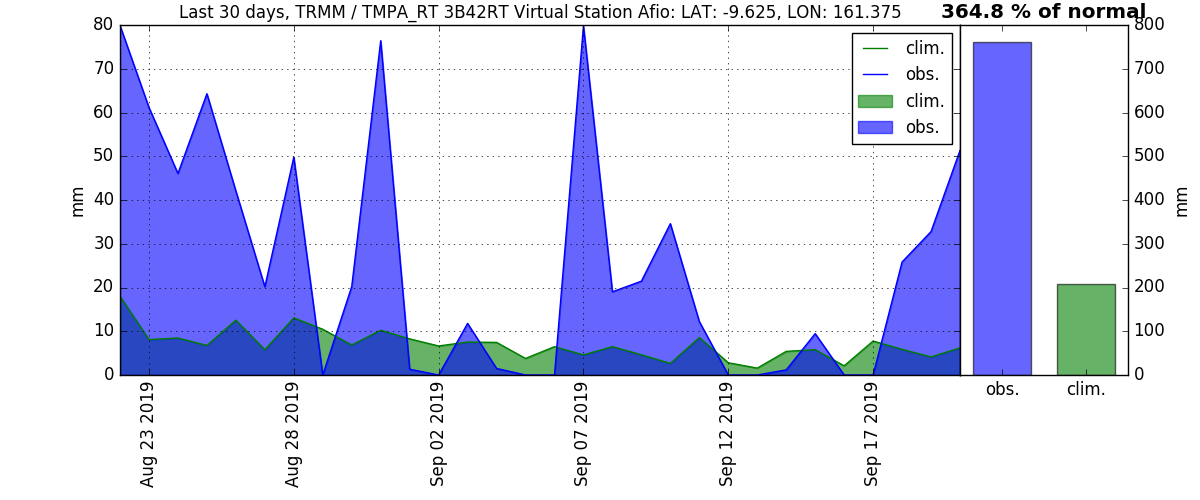 Last 30 days, TRMM / TMPA_RT 3B42RT Virtual Station Afio: LAT: -9.625, LON: 161.375
364.8 % of normal
80
70
60
50
40
30
20
10
0
mm
clim.
obs.
clim.
obs.
Aug 23 2019
Aug 28 2019
Sep 02 2019
Sep 07 2019
Sep 12 2019
Sep 17 2019
800
700
600
500
400
300
200
100
0
mm
obs.
clim.